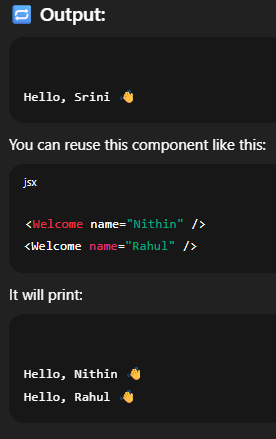 🔁 Output:
Hello, Srini 👋
You can reuse this component like this:
jsx
<Welcome name="Nithin" />
<Welcome name="Rahul" />
It will print:
Hello, Nithin 👋
Hello, Rahul 👋